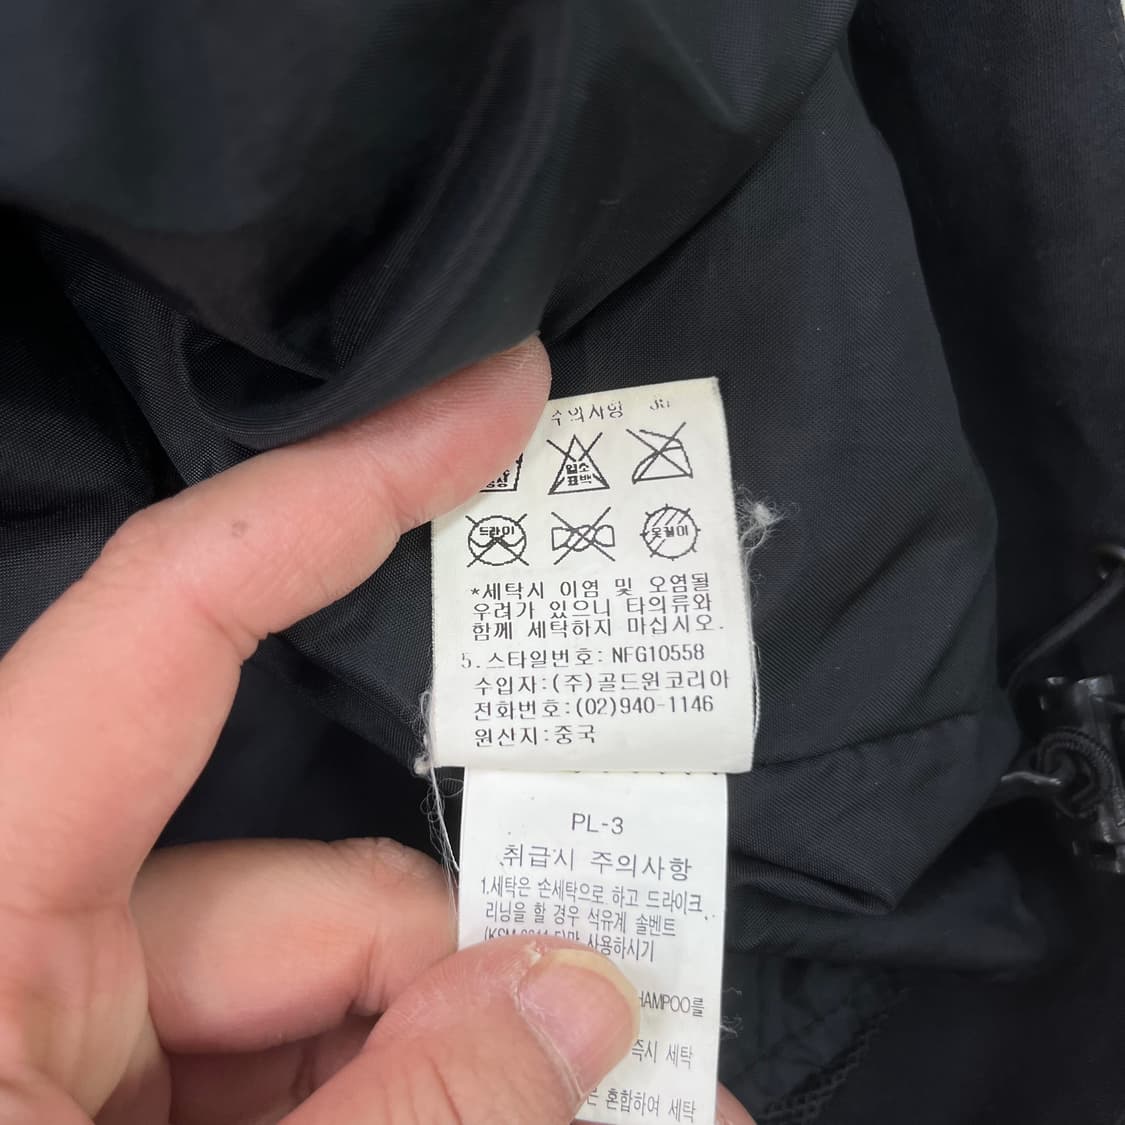 주의사항
염소
표백
드라이
옷걸이
*세탁시 이염 및 오염될
우려가 있으니 타의류와
함께 세탁하지 마십시오.
5.스타일번호: NFG10558
수입자:(주)골드윈코리아
전화번호:(02)940-1146
원산지:중국
PL-3
취급시 주의사항
1.세탁은 손세탁으로 하고 드라이크
리닝을 할 경우 석유계 솔벤트
사용하시기
HAMPOO를
즉시 세탁
혼합하여 세탁